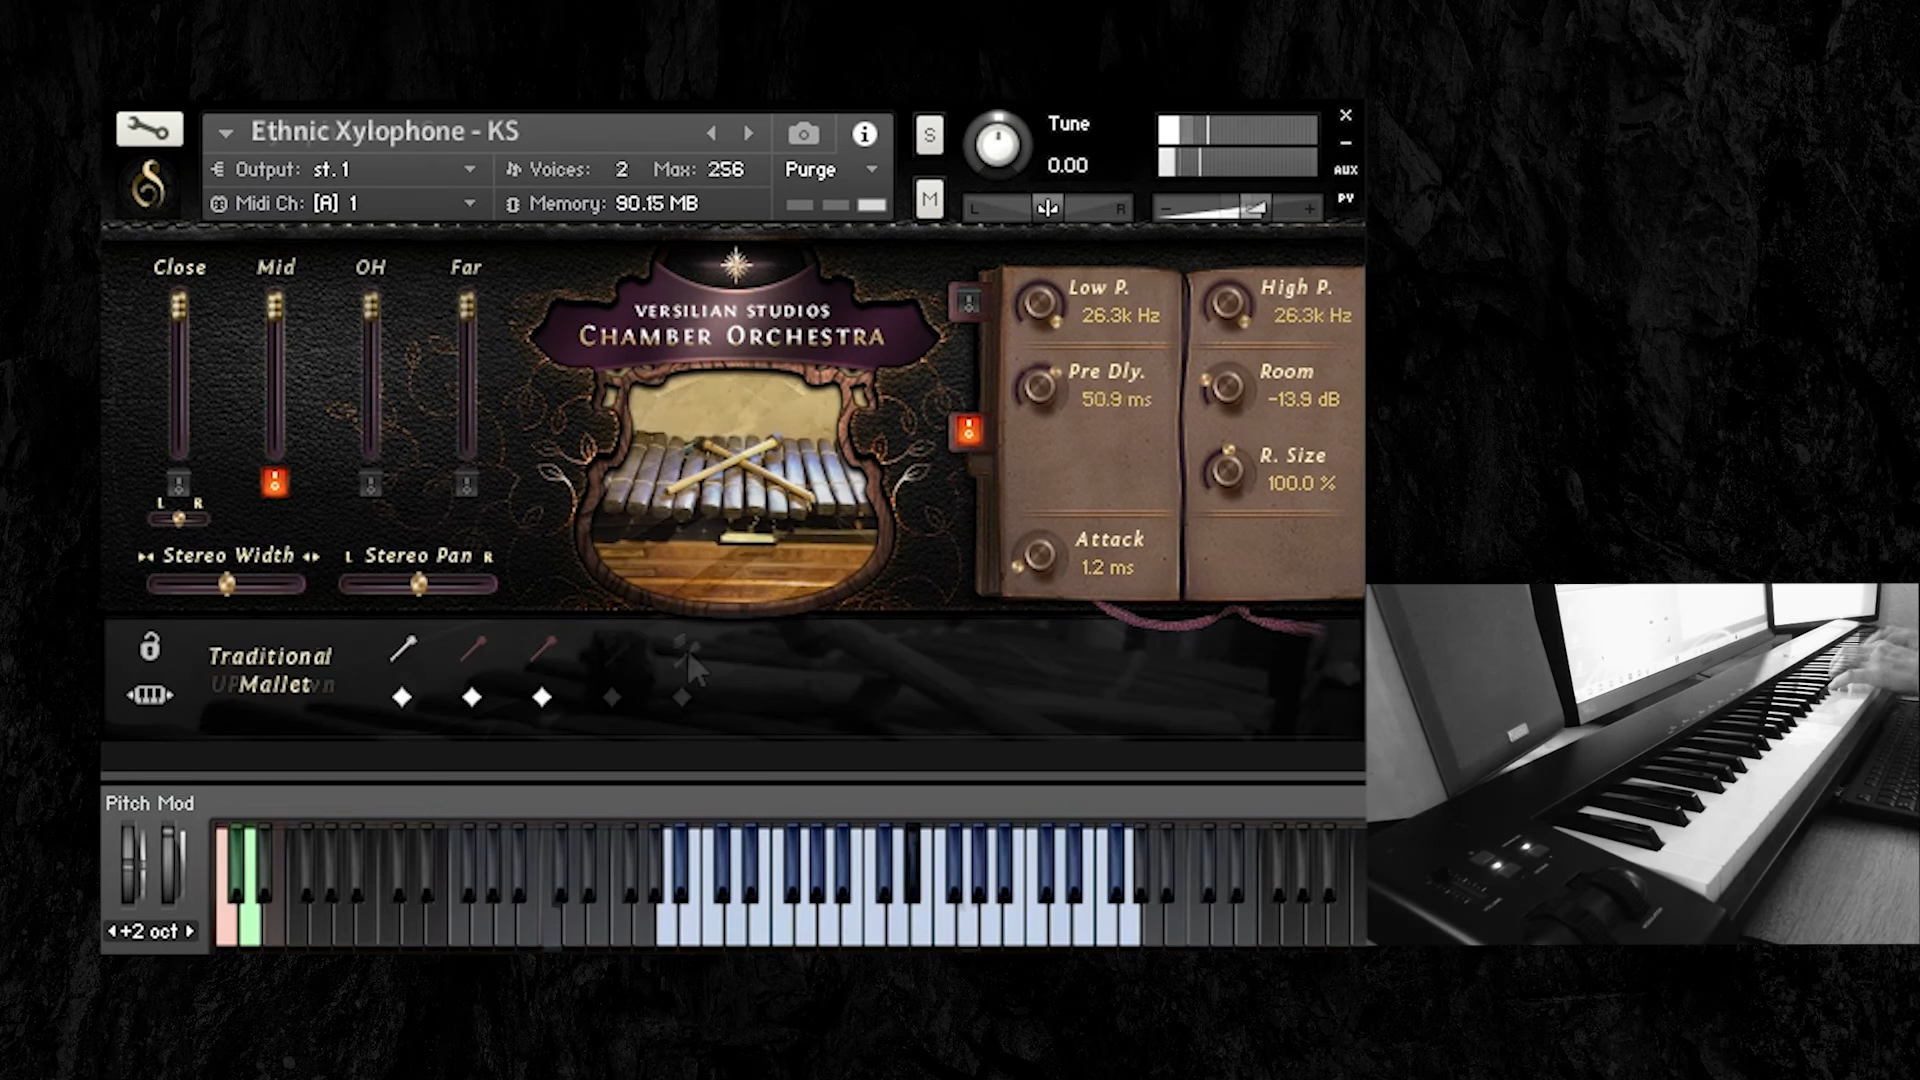 Ethnic Xylophone - KS
Output: st.1
Voices: 2 Max: 256
Purge
Midi Ch: [A] 1
Memory: 90.15 MB
S
M
Tune
0.00
L R
- +
X
-
AUX
PV
Close Mid OH Far
L R
Stereo Width
L Stereo Pan R
VERSILIAN STUDIOS
CHAMBER ORCHESTRA
Low P.
26.3k Hz
High P.
26.3k Hz
Pre Dly.
50.9 ms
Room
-13.9 dB
R. Size
100.0 %
Attack
1.2 ms
Traditional
Mallet
Pitch Mod
+2 oct